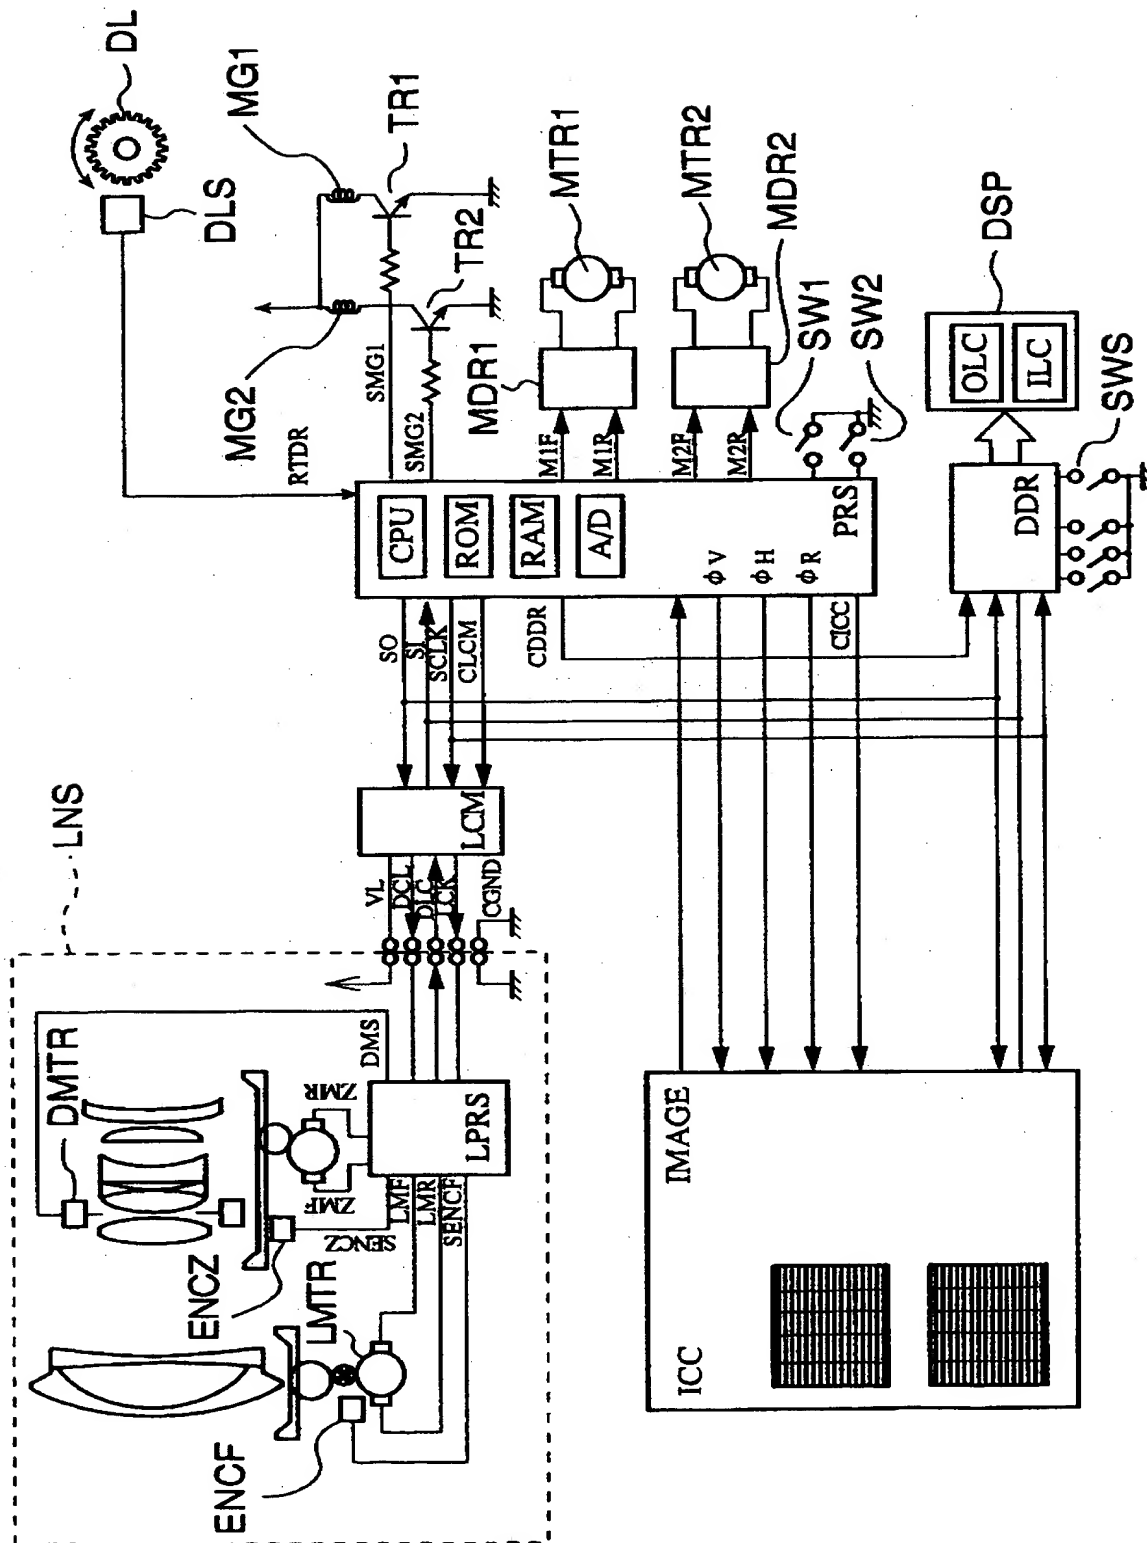 DL
DLS
MG1
TR1
MG2
TR2
RTDR
SMG1
SMG2
MDR1
MTR1
MTR2
MDR2
M1F
M1R
M2F
M2R
SW1
SW2
DSP
OLC
ILC
SWS
DDR
CPU
ROM
RAM
A/D
PRS
φV
φH
φR
CICC
SO
SI
SCLK
CLCM
CDDR
LCM
VL
DCL
DLC
LCK
CGND
LNS
DMTR
DMS
ZMR
ZMF
LPRS
LMF
LMR
SENCF
SENCZ
ENCZ
LMTR
ENCF
IMAGE
ICC